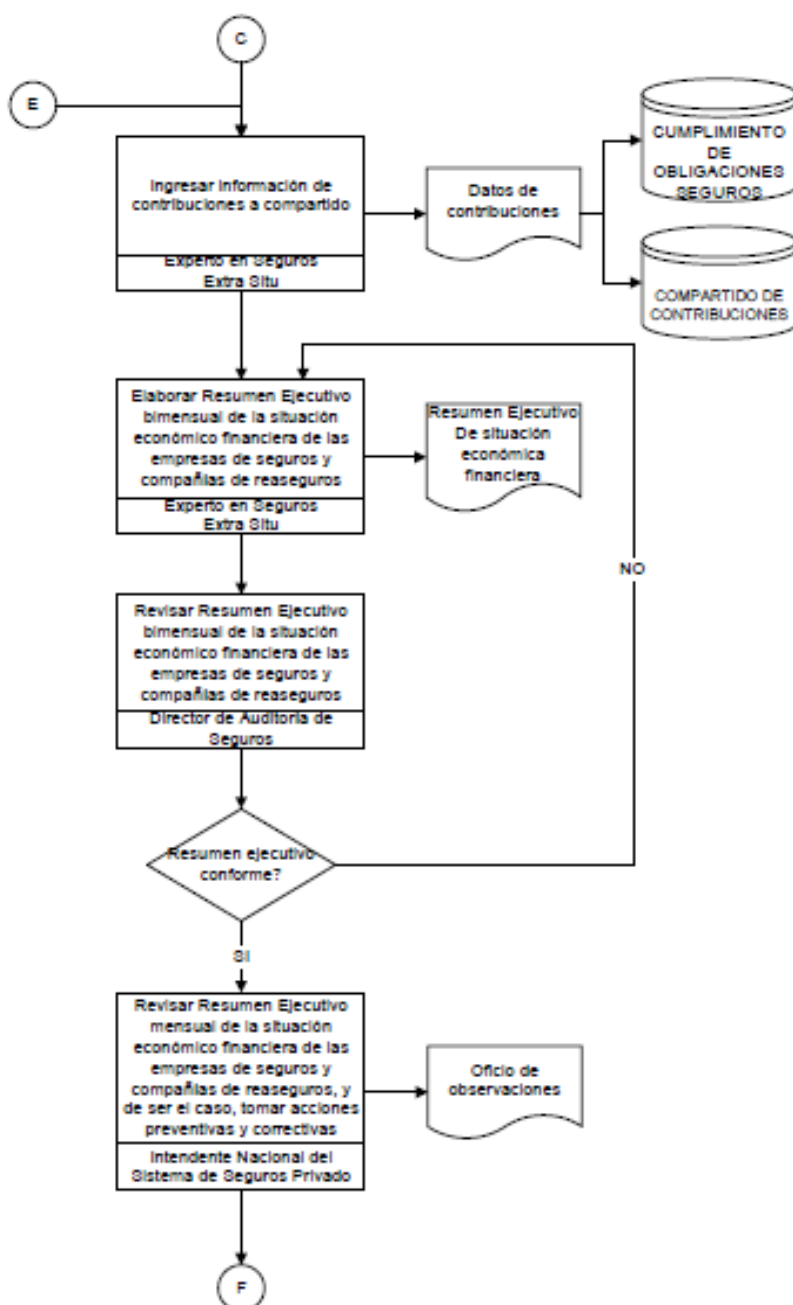 C
E
Ingresar información de
contribuciones a compartido
Experto en Seguros
Extra Situ
Datos de
contribuciones
CUMPLIMIENTO
DE
OBLIGACIONES
SEGUROS
COMPARTIDO DE
CONTRIBUCIONES
Elaborar Resumen Ejecutivo
bimensual de la situación
económico financiera de las
empresas de seguros y
compañías de reaseguros
Experto en Seguros
Extra Situ
Resumen Ejecutivo
De situación
económica
financiera
NO
Revisar Resumen Ejecutivo
bimensual de la situación
económico financiera de las
empresas de seguros y
compañías de reaseguros
Director de Auditoría de
Seguros
Resumen ejecutivo
conforme?
SI
Revisar Resumen Ejecutivo
mensual de la situación
económico financiera de las
empresas de seguros y
compañías de reaseguros, y
de ser el caso, tomar acciones
preventivas y correctivas
Intendente Nacional del
Sistema de Seguros Privado
Oficio de
observaciones
F